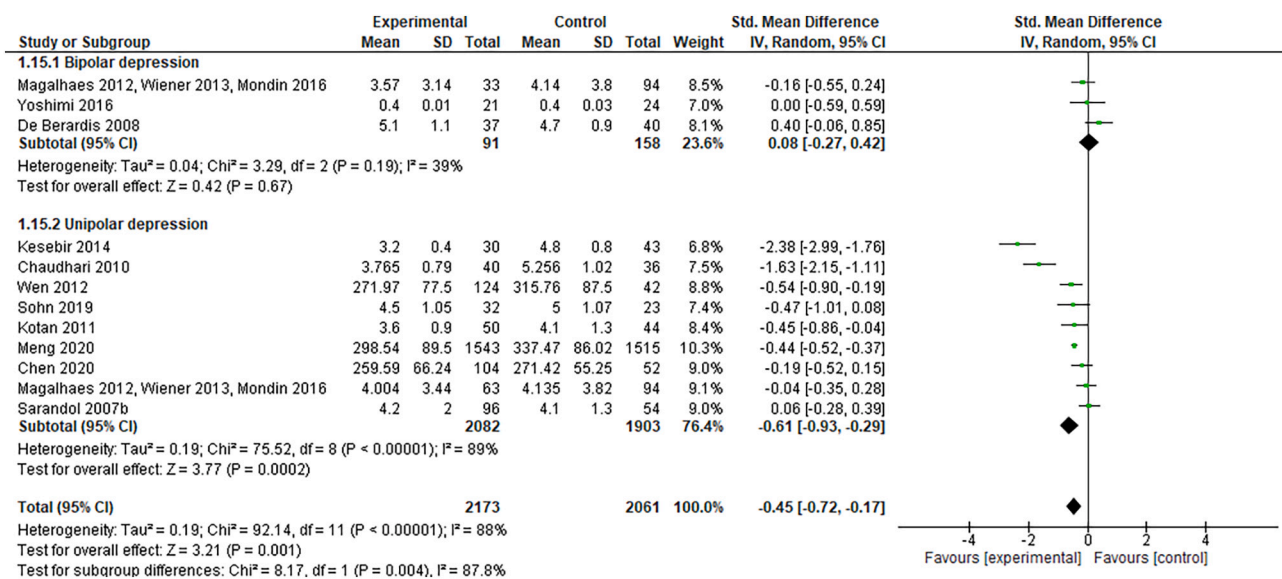 Experimental Control Std. Mean Difference Std. Mean Difference
Study or Subgroup Mean SD Total Mean SD Total Weight IV, Random, 95% CI IV, Random, 95% CI
1.15.1 Bipolar depression
Magalhaes 2012, Wiener 2013, Mondin 2016 3.57 3.14 33 4.14 3.8 94 8.5% -0.16 [-0.55, 0.24]
Yoshimi 2016 0.4 0.01 21 0.4 0.03 24 7.0% 0.00 [-0.59, 0.59]
De Berardis 2008 5.1 1.1 37 4.7 0.9 40 8.1% 0.40 [-0.06, 0.85]
Subtotal (95% CI) 91 158 23.6% 0.08 [-0.27, 0.42]
Heterogeneity: Tau² = 0.04; Chi² = 3.29, df = 2 (P = 0.19); I² = 39%
Test for overall effect: Z = 0.42 (P = 0.67)
1.15.2 Unipolar depression
Kesebir 2014 3.2 0.4 30 4.8 0.8 43 6.8% -2.38 [-2.99, -1.76]
Chaudhari 2010 3.765 0.79 40 5.256 1.02 36 7.5% -1.63 [-2.15, -1.11]
Wen 2012 271.97 77.5 124 315.76 87.5 42 8.8% -0.54 [-0.90, -0.19]
Sohn 2019 4.5 1.05 32 5 1.07 23 7.4% -0.47 [-1.01, 0.08]
Kotan 2011 3.6 0.9 50 4.1 1.3 44 8.4% -0.45 [-0.86, -0.04]
Meng 2020 298.54 89.5 1543 337.47 86.02 1515 10.3% -0.44 [-0.52, -0.37]
Chen 2020 259.59 66.24 104 271.42 55.25 52 9.0% -0.19 [-0.52, 0.15]
Magalhaes 2012, Wiener 2013, Mondin 2016 4.004 3.44 63 4.135 3.82 94 9.1% -0.04 [-0.35, 0.28]
Sarandol 2007b 4.2 2 96 4.1 1.3 54 9.0% 0.06 [-0.28, 0.39]
Subtotal (95% CI) 2082 1903 76.4% -0.61 [-0.93, -0.29]
Heterogeneity: Tau² = 0.19; Chi² = 75.52, df = 8 (P < 0.00001); I² = 89%
Test for overall effect: Z = 3.77 (P = 0.0002)
Total (95% CI) 2173 2061 100.0% -0.45 [-0.72, -0.17]
Heterogeneity: Tau² = 0.19; Chi² = 92.14, df = 11 (P < 0.00001); I² = 88%
Test for overall effect: Z = 3.21 (P = 0.001)
Test for subgroup differences: Chi² = 8.17, df = 1 (P = 0.004), I² = 87.8%
-4 -2 0 2 4
Favours [experimental] Favours [control]